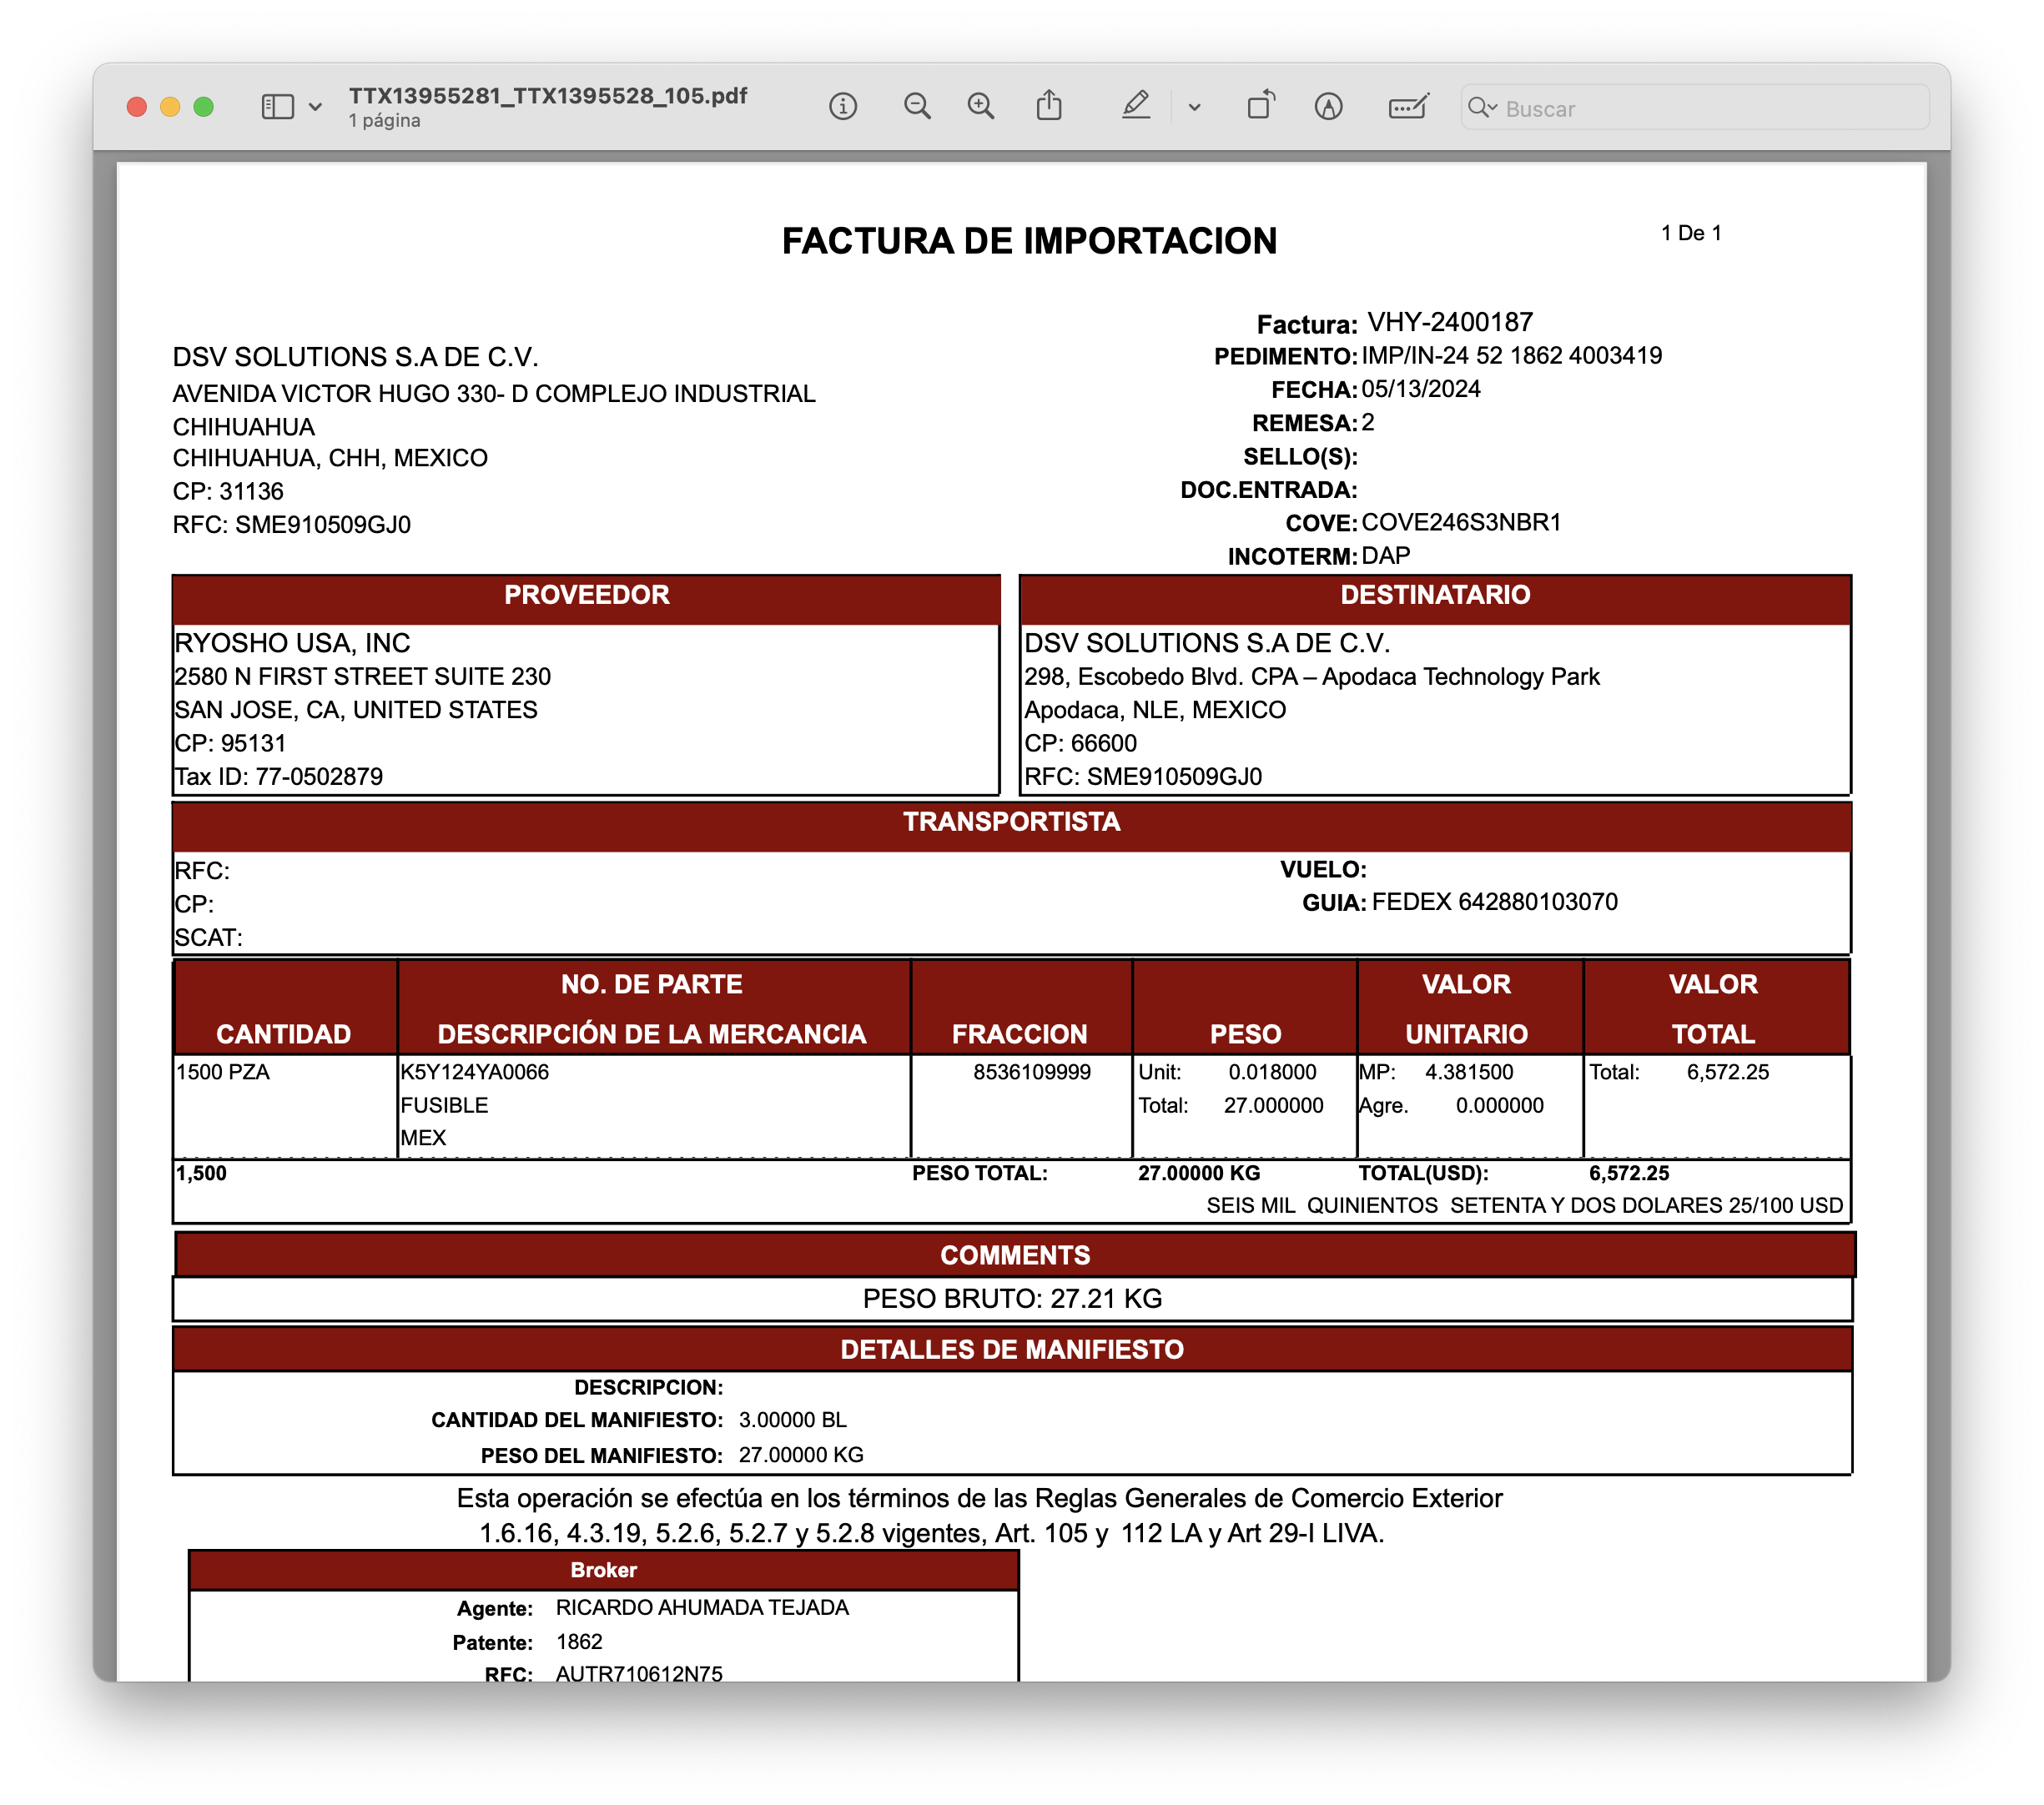 TTX13955281_TTX1395528_105.pdf
1 página
Buscar
FACTURA DE IMPORTACION
1 De 1
Factura: VHY-2400187
PEDIMENTO: IMP/IN-24 52 1862 4003419
FECHA: 05/13/2024
REMESA: 2
SELLO(S):
DOC.ENTRADA:
COVE: COVE246S3NBR1
INCOTERM: DAP
DSV SOLUTIONS S.A DE C.V.
AVENIDA VICTOR HUGO 330- D COMPLEJO INDUSTRIAL
CHIHUAHUA
CHIHUAHUA, CHH, MEXICO
CP: 31136
RFC: SME910509GJ0
PROVEEDOR
RYOSHO USA, INC
2580 N FIRST STREET SUITE 230
SAN JOSE, CA, UNITED STATES
CP: 95131
Tax ID: 77-0502879
DESTINATARIO
DSV SOLUTIONS S.A DE C.V.
298, Escobedo Blvd. CPA – Apodaca Technology Park
Apodaca, NLE, MEXICO
CP: 66600
RFC: SME910509GJ0
TRANSPORTISTA
RFC:
CP:
SCAT:
VUELO:
GUIA: FEDEX 642880103070
CANTIDAD
NO. DE PARTE
DESCRIPCIÓN DE LA MERCANCIA
FRACCION
PESO
VALOR
UNITARIO
VALOR
TOTAL
1500 PZA K5Y124YA0066 8536109999 Unit: 0.018000 MP: 4.381500 Total: 6,572.25
FUSIBLE Total: 27.000000 Agre. 0.000000
MEX
1,500 PESO TOTAL: 27.00000 KG TOTAL(USD): 6,572.25
SEIS MIL QUINIENTOS SETENTA Y DOS DOLARES 25/100 USD
COMMENTS
PESO BRUTO: 27.21 KG
DETALLES DE MANIFIESTO
DESCRIPCION:
CANTIDAD DEL MANIFIESTO: 3.00000 BL
PESO DEL MANIFIESTO: 27.00000 KG
Esta operación se efectúa en los términos de las Reglas Generales de Comercio Exterior
1.6.16, 4.3.19, 5.2.6, 5.2.7 y 5.2.8 vigentes, Art. 105 y 112 LA y Art 29-I LIVA.
Broker
Agente: RICARDO AHUMADA TEJADA
Patente: 1862
RFC: AUTR710612N75